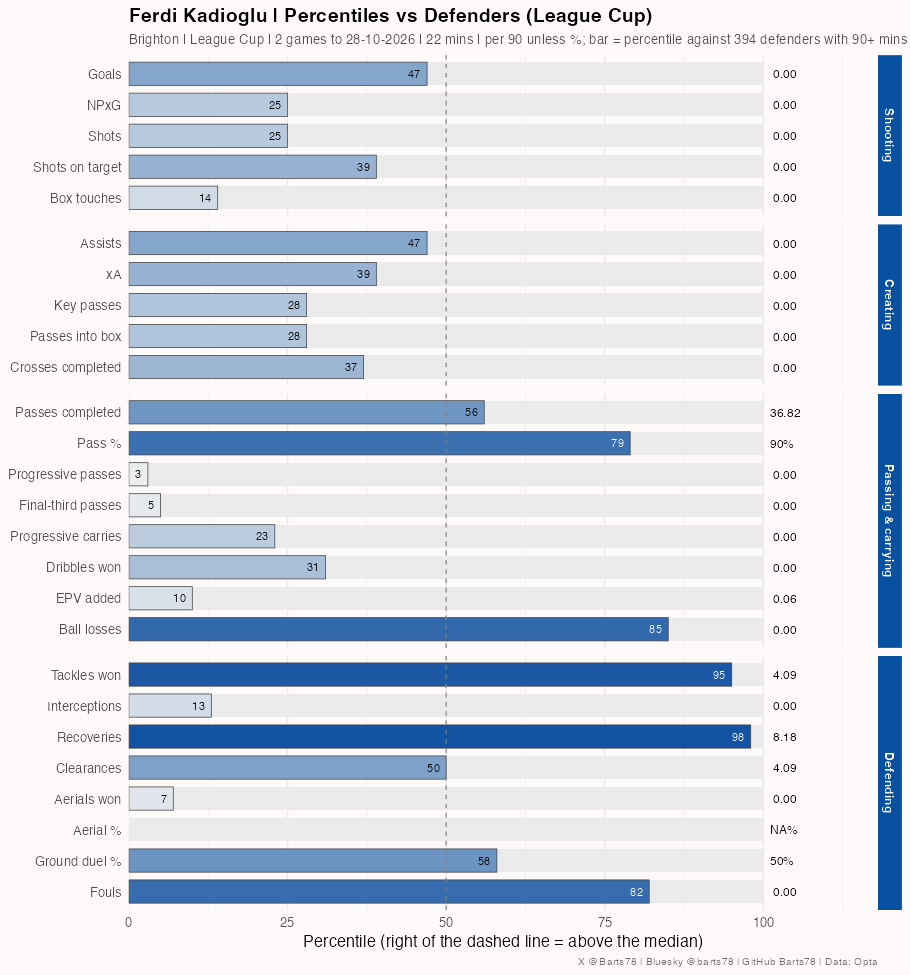 Ferdi Kadioglu | Percentiles vs Defenders (League Cup)
Brighton | League Cup | 2 games to 28-10-2026 | 22 mins | per 90 unless %; bar = percentile against 394 defenders with 90+ mins
Goals 47 0.00
NPxG 25 0.00
Shots 25 0.00
Shots on target 39 0.00
Box touches 14 0.00
Shooting
Assists 47 0.00
xA 39 0.00
Key passes 28 0.00
Passes into box 28 0.00
Crosses completed 37 0.00
Creating
Passes completed 56 36.82
Pass % 79 90%
Progressive passes 3 0.00
Final-third passes 5 0.00
Progressive carries 23 0.00
Dribbles won 31 0.00
EPV added 10 0.06
Ball losses 85 0.00
Passing & carrying
Tackles won 95 4.09
Interceptions 13 0.00
Recoveries 98 8.18
Clearances 50 4.09
Aerials won 7 0.00
Aerial % NA%
Ground duel % 58 50%
Fouls 82 0.00
Defending
0 25 50 75 100
Percentile (right of the dashed line = above the median)
X @Barts78 | Bluesky @barts78 | GitHub Barts78 | Data: Opta